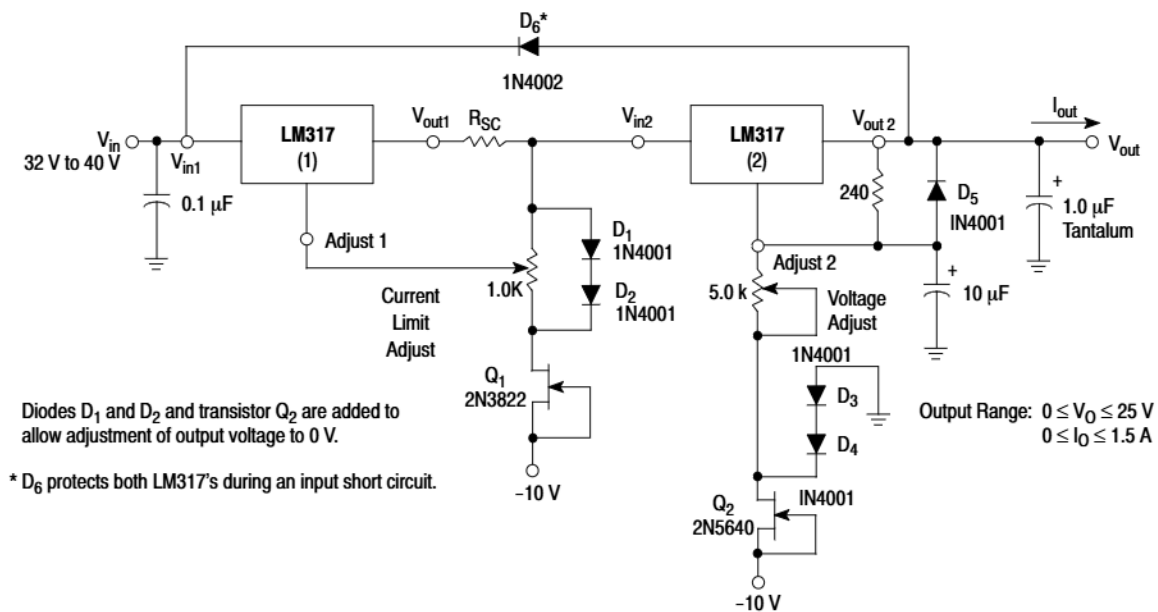 D6*
1N4002
Vin
32 V to 40 V
Vin1
0.1 μF
LM317
(1)
Adjust 1
Vout1
RSC
Vin2
LM317
(2)
Vout 2
Iout
Vout
240
D5
IN4001
+
1.0 μF
Tantalum
D1
1N4001
D2
1N4001
1.0K
Current
Limit
Adjust
Adjust 2
5.0 k
Voltage
Adjust
+
10 μF
1N4001
D3
D4
IN4001
Q1
2N3822
–10 V
Q2
2N5640
–10 V
Diodes D1 and D2 and transistor Q2 are added to
allow adjustment of output voltage to 0 V.
* D6 protects both LM317's during an input short circuit.
Output Range: 0 ≤ VO ≤ 25 V
0 ≤ IO ≤ 1.5 A